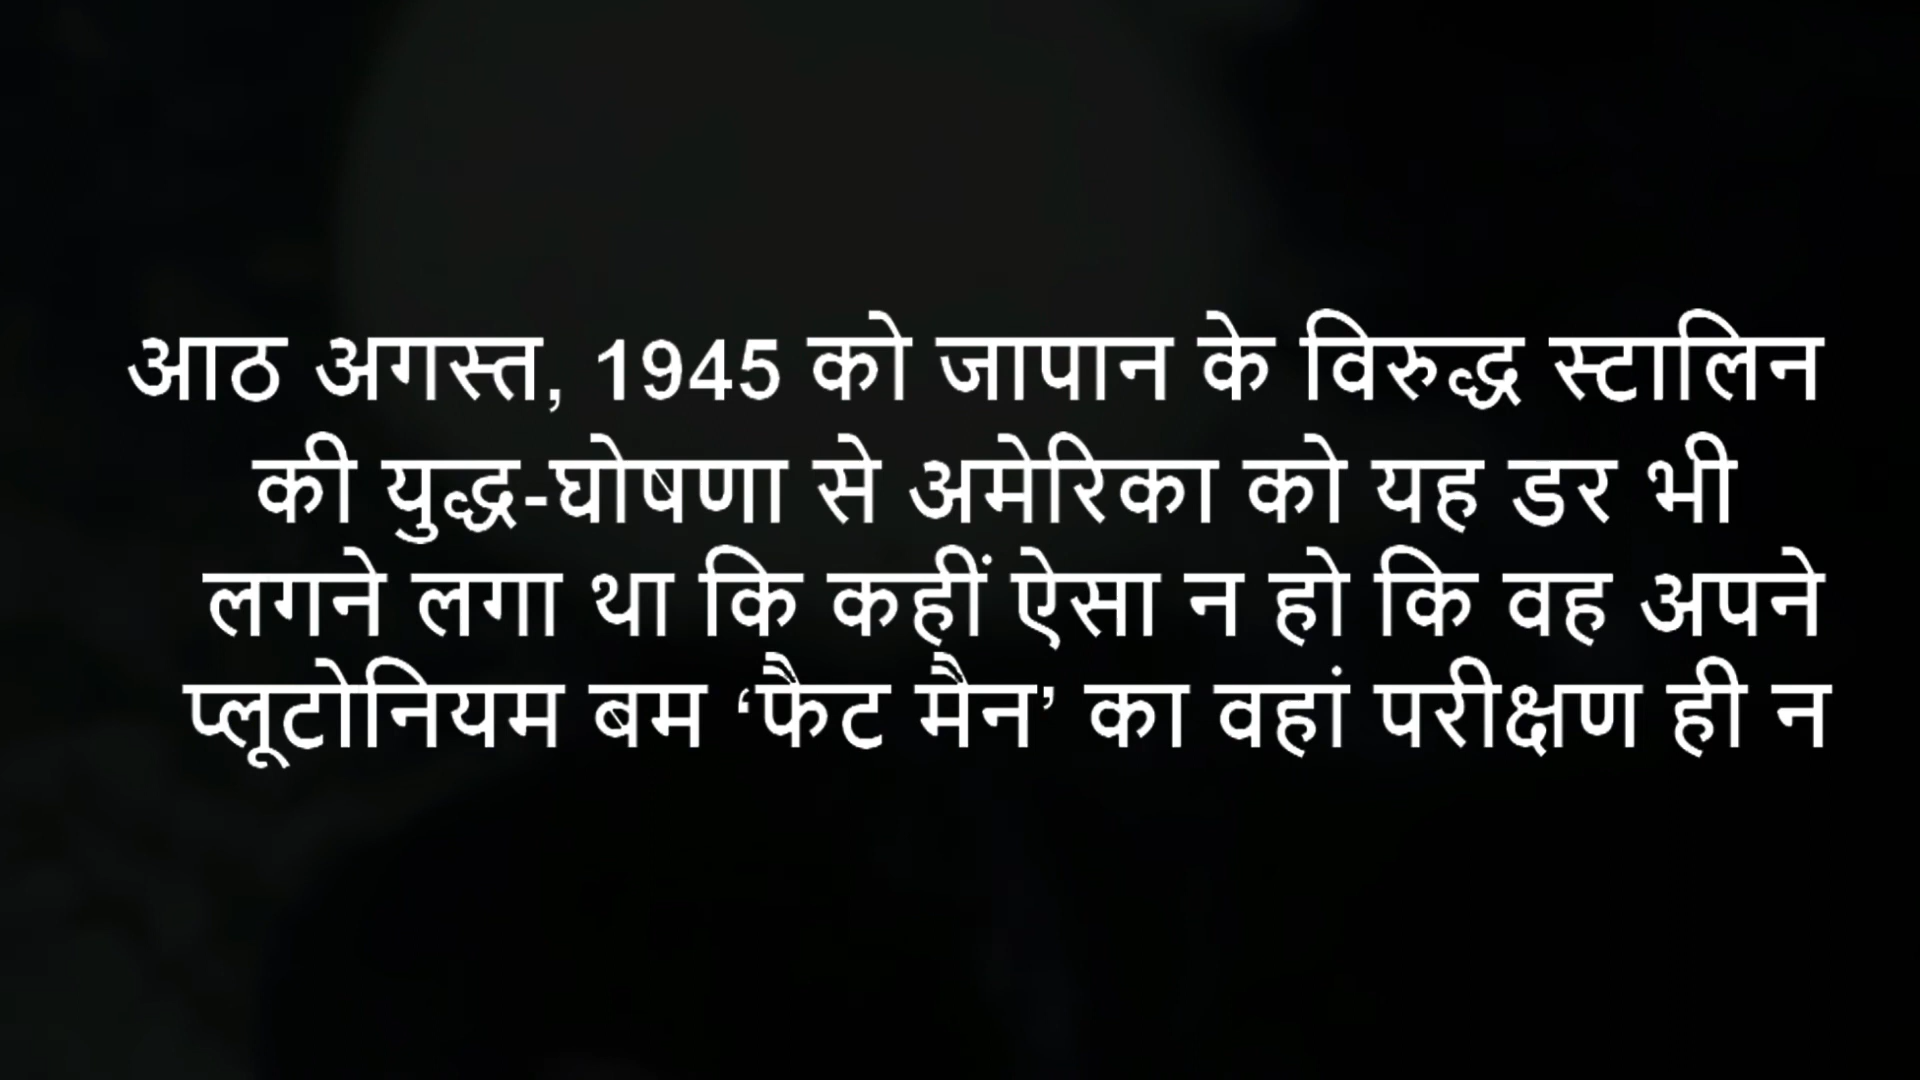 आठ अगस्त, 1945 को जापान के विरुद्ध स्टालिन
की युद्ध-घोषणा से अमेरिका को यह डर भी
लगने लगा था कि कहीं ऐसा न हो कि वह अपने
प्लूटोनियम बम ‘फैट मैन’ का वहां परीक्षण ही न